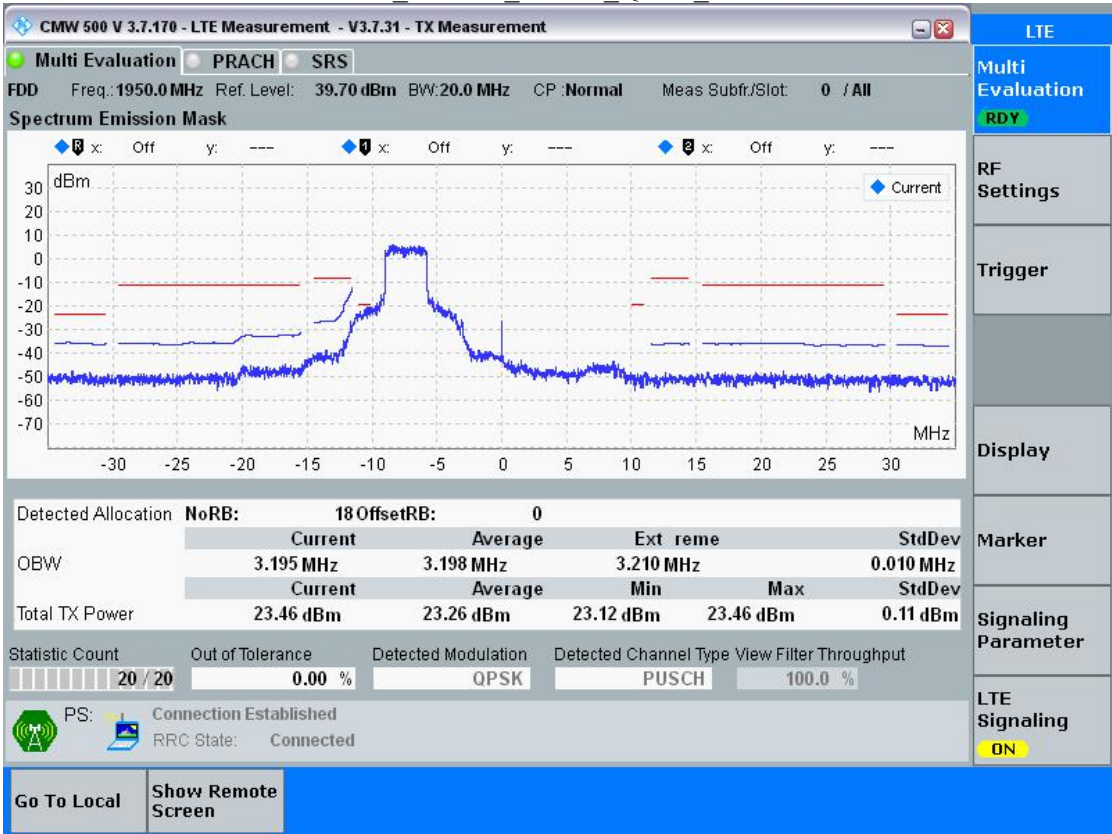 CMW 500 V 3.7.170 - LTE Measurement - V3.7.31 - TX Measurement
LTE
Multi Evaluation PRACH SRS
FDD Freq.: 1950.0 MHz Ref. Level: 39.70 dBm BW: 20.0 MHz CP : Normal Meas Subfr./Slot: 0 / All
Spectrum Emission Mask
R x: Off y: --- 1 x: Off y: --- 2 x: Off y: ---
dBm
Current
30
20
10
0
-10
-20
-30
-40
-50
-60
-70
MHz
-30 -25 -20 -15 -10 -5 0 5 10 15 20 25 30
Detected Allocation NoRB: 18 OffsetRB: 0
Current Average Ext reme StdDev
OBW 3.195 MHz 3.198 MHz 3.210 MHz 0.010 MHz
Current Average Min Max StdDev
Total TX Power 23.46 dBm 23.26 dBm 23.12 dBm 23.46 dBm 0.11 dBm
Statistic Count Out of Tolerance Detected Modulation Detected Channel Type View Filter Throughput
20 / 20 0.00 % QPSK PUSCH 100.0 %
PS: Connection Established
RRC State: Connected
Multi
Evaluation
RDY
RF
Settings
Trigger
Display
Marker
Signaling
Parameter
LTE
Signaling
ON
Go To Local
Show Remote
Screen